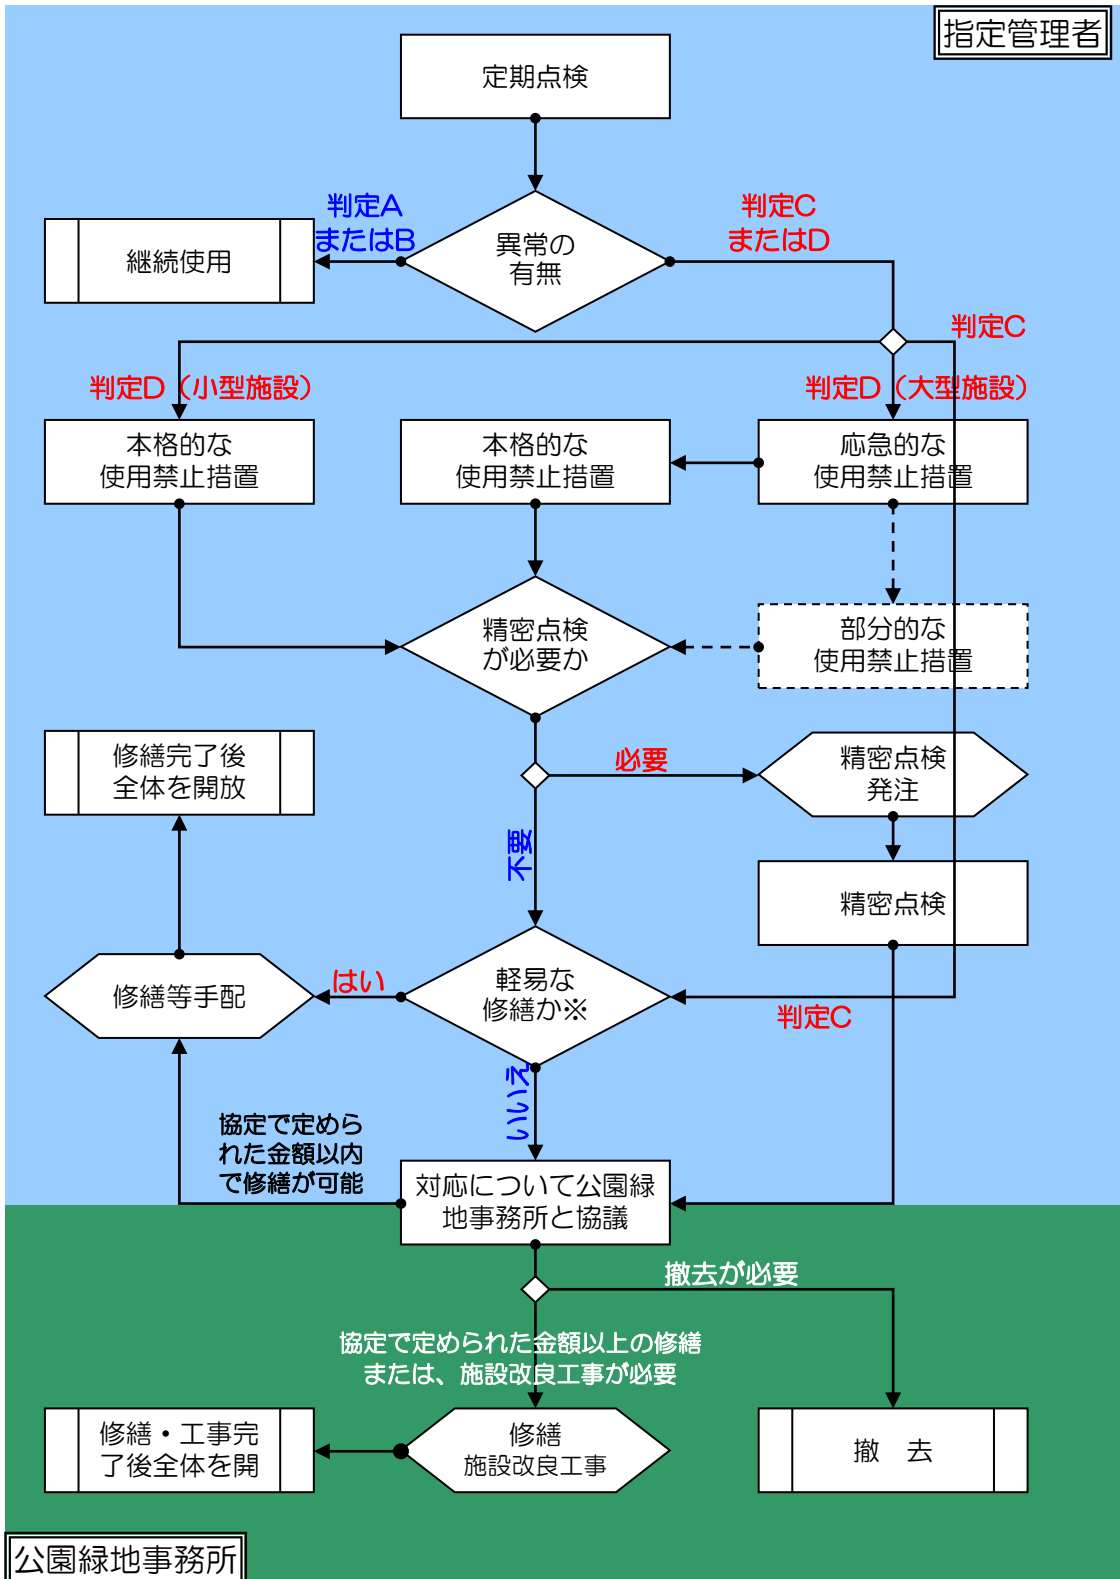 指定管理者
定期点検
判定A
またはB
判定C
またはD
継続使用
異常の
有無
判定C
判定D（小型施設）
判定D（大型施設）
本格的な
使用禁止措置
本格的な
使用禁止措置
応急的な
使用禁止措置
精密点検
が必要か
部分的な
使用禁止措置
修繕完了後
全体を開放
必要
精密点検
発注
不要
精密点検
修繕等手配
はい
軽易な
修繕か※
判定C
いいえ
協定で定めら
れた金額以内
で修繕が可能
対応について公園緑
地事務所と協議
撤去が必要
協定で定められた金額以上の修繕
または、施設改良工事が必要
修繕・工事完
了後全体を開
修繕
施設改良工事
撤　去
公園緑地事務所